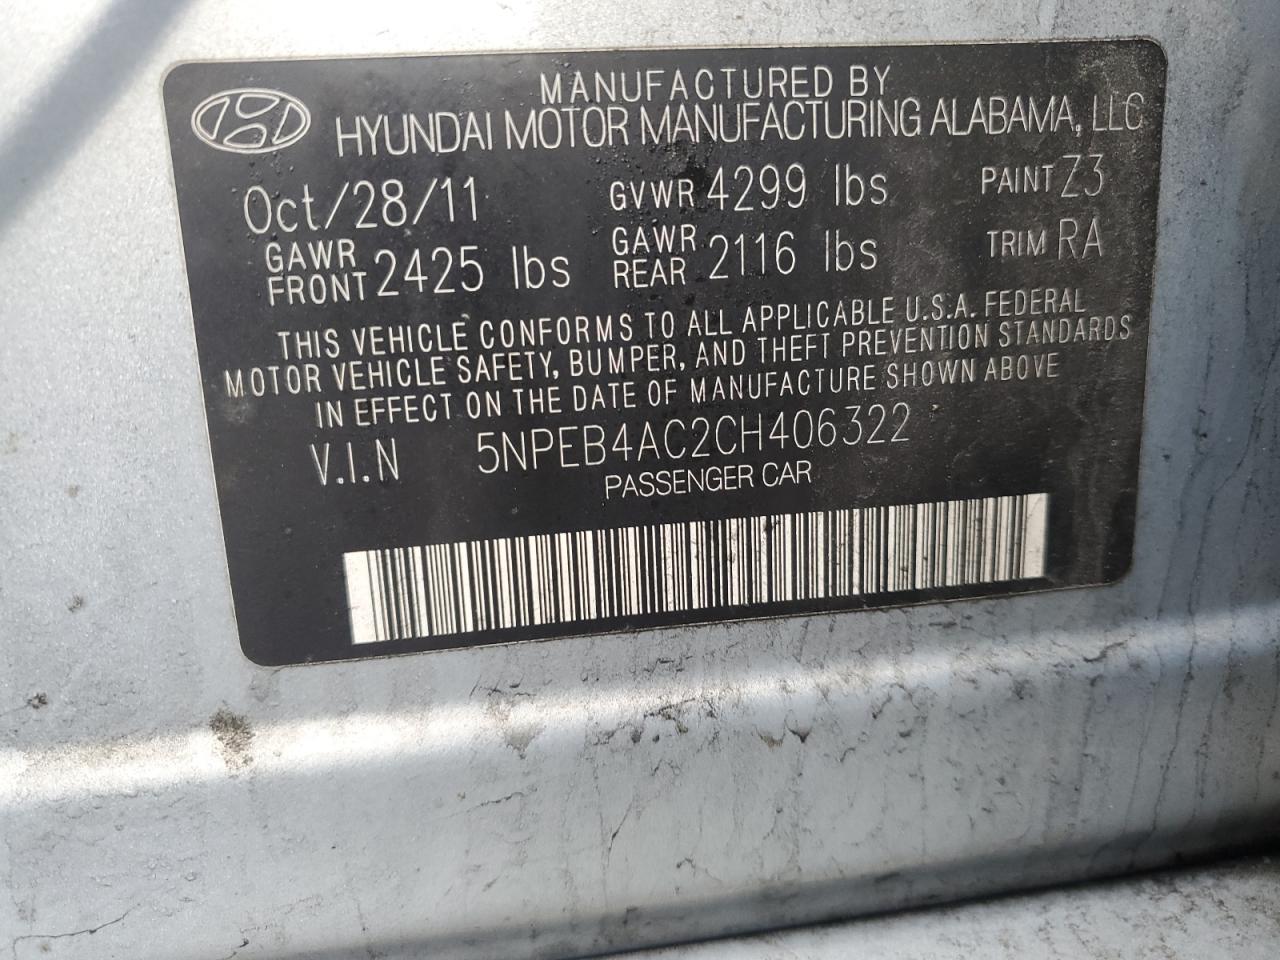 MANUFACTURED BY
HYUNDAI MOTOR MANUFACTURING ALABAMA, LLC
Oct/28/11 GVWR 4299 lbs PAINT Z3
GAWR FRONT 2425 lbs GAWR REAR 2116 lbs TRIM RA
THIS VEHICLE CONFORMS TO ALL APPLICABLE U.S.A. FEDERAL
MOTOR VEHICLE SAFETY, BUMPER, AND THEFT PREVENTION STANDARDS
IN EFFECT ON THE DATE OF MANUFACTURE SHOWN ABOVE
V.I.N 5NPEB4AC2CH406322
PASSENGER CAR